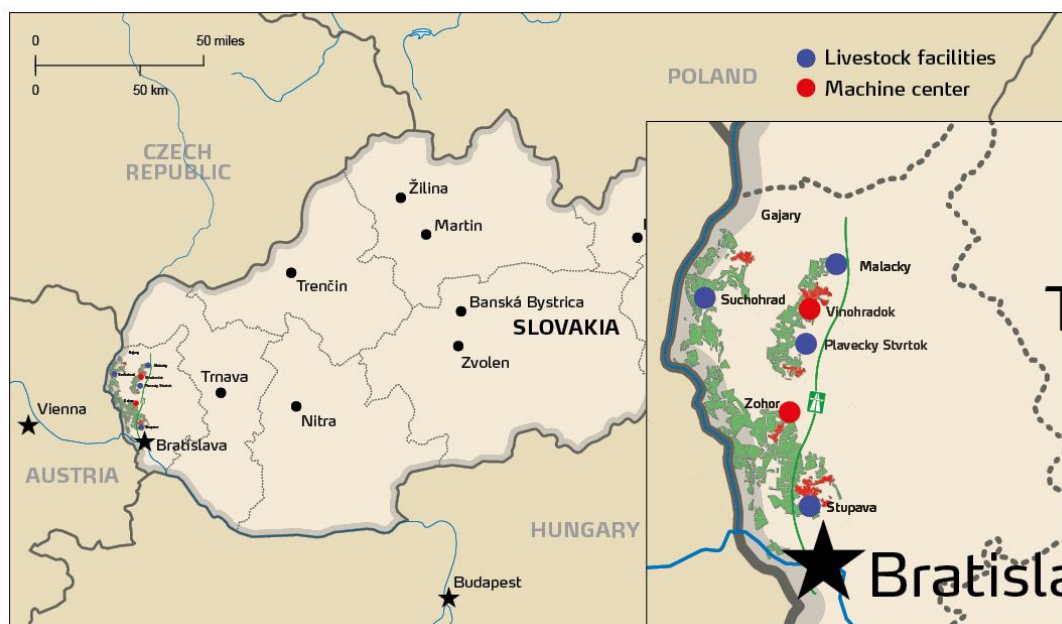 0 50 miles
0 50 km
Livestock facilities
Machine center
POLAND
CZECH
REPUBLIC
Žilina
Martin
Trenčin
Banská Bystrica
SLOVAKIA
Zvolen
Trnava
Nitra
Vienna
Bratislava
AUSTRIA
HUNGARY
Budapest
Gajary
Malacky
Suchohrad
Vinohradok
Plavecky Stvrtok
Zohor
Stupava
Bratisla